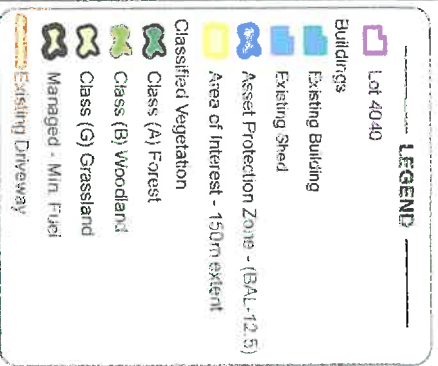 LEGEND
Lot 4040
Buildings
Existing Building
Existing Shed
Asset Protection Zone - (BAL-12.5)
Area of Interest - 150m extent
Classified Vegetation
Class (A) Forest
Class (B) Woodland
Class (G) Grassland
Managed - Min. Fuel
Existing Driveway